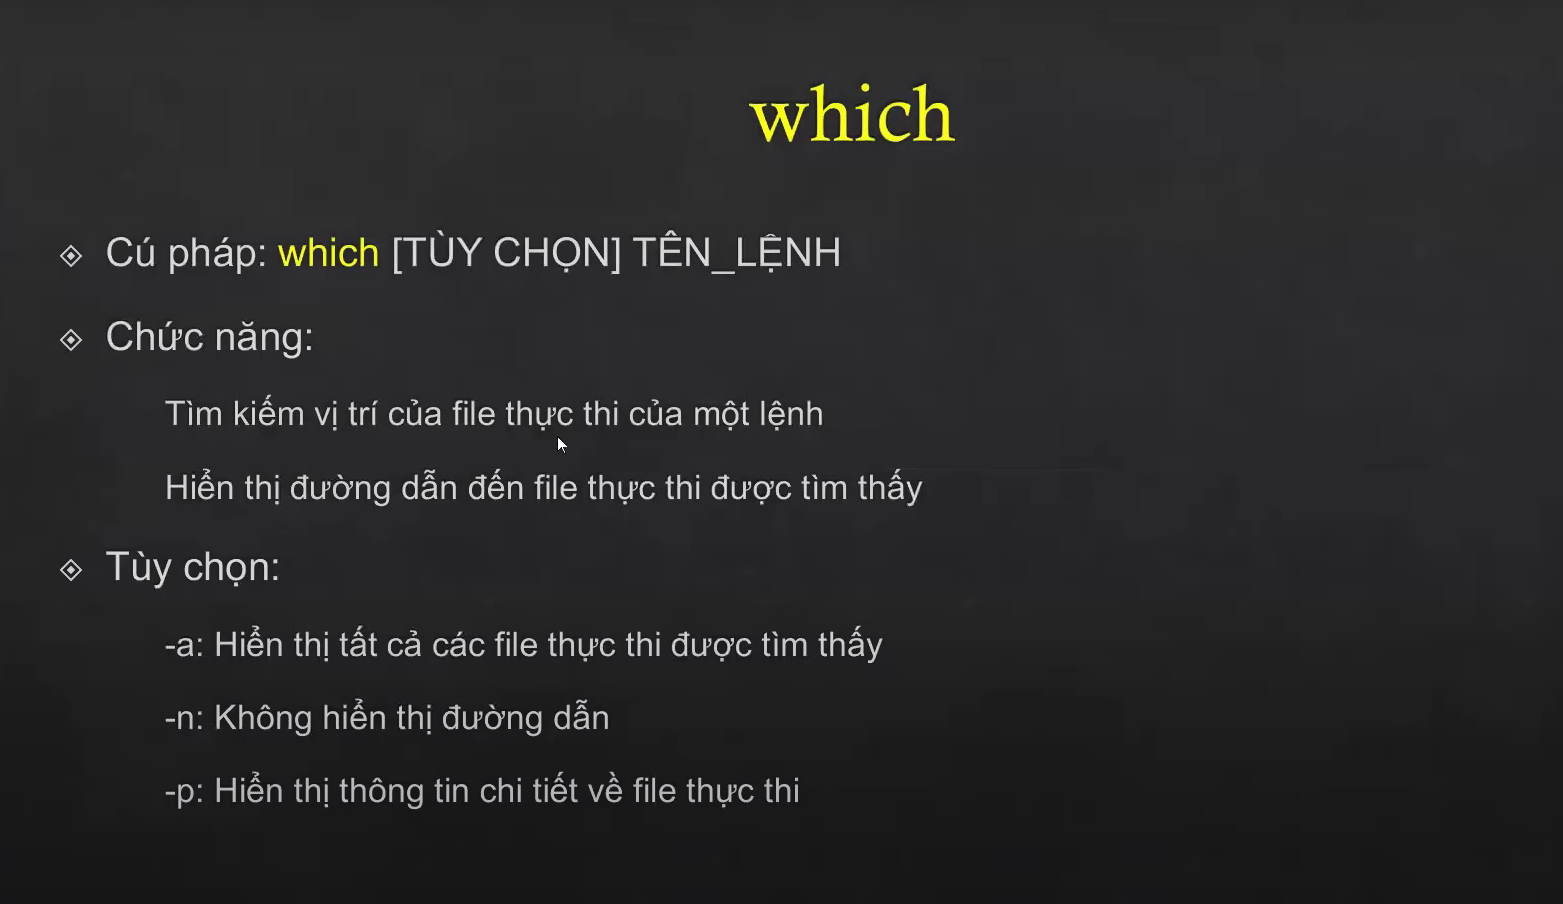 which
Cú pháp: which [TÙY CHỌN] TÊN_LỆNH
Chức năng:
Tìm kiếm vị trí của file thực thi của một lệnh
Hiển thị đường dẫn đến file thực thi được tìm thấy
Tùy chọn:
-a: Hiển thị tất cả các file thực thi được tìm thấy
-n: Không hiển thị đường dẫn
-p: Hiển thị thông tin chi tiết về file thực thi